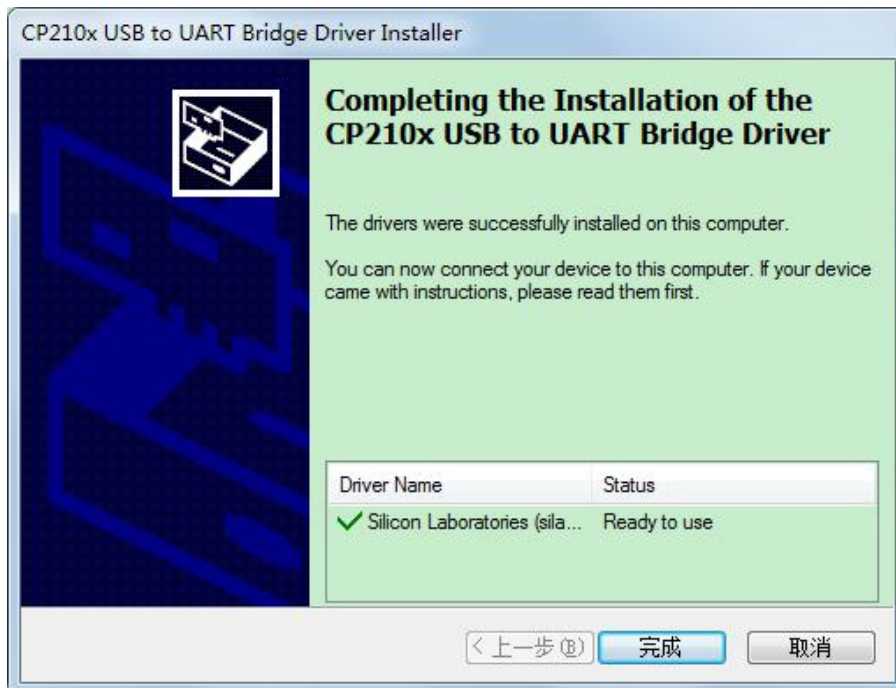 CP210x USB to UART Bridge Driver Installer
Completing the Installation of the
CP210x USB to UART Bridge Driver
The drivers were successfully installed on this computer.
You can now connect your device to this computer. If your device
came with instructions, please read them first.
Driver Name Status
Silicon Laboratories (sila... Ready to use
< 上一步(B) 完成 取消